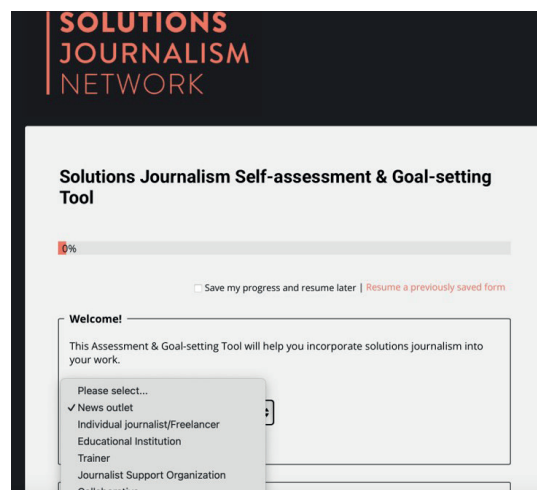 SOLUTIONS
JOURNALISM
NETWORK
Solutions Journalism Self-assessment & Goal-setting
Tool
0%
Save my progress and resume later | Resume a previously saved form
Welcome!
This Assessment & Goal-setting Tool will help you incorporate solutions journalism into
your work.
Please select...
✓ News outlet
Individual journalist/Freelancer
Educational Institution
Trainer
Journalist Support Organization
Collaborative